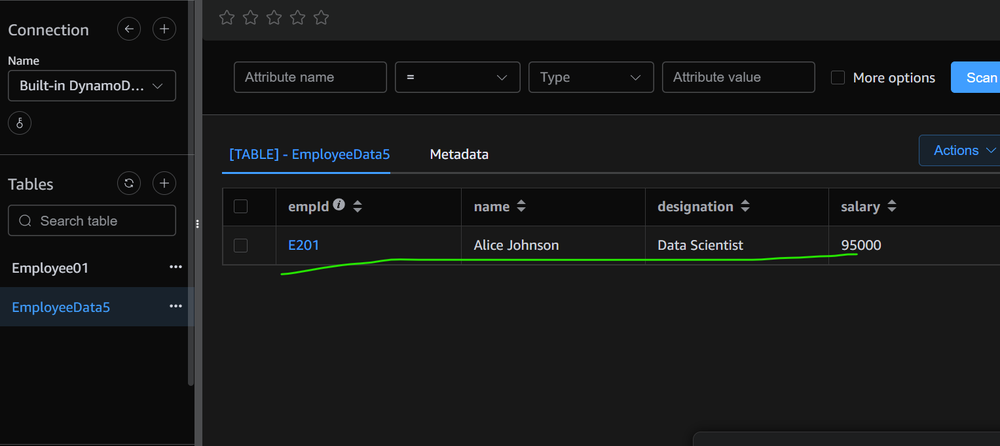 Connection
Name
Built-in DynamoD...
Tables
Search table
Employee01
EmployeeData5
Attribute name
=
Type
Attribute value
More options
Scan
[TABLE] - EmployeeData5
Metadata
Actions
empId name designation salary
E201 Alice Johnson Data Scientist 95000